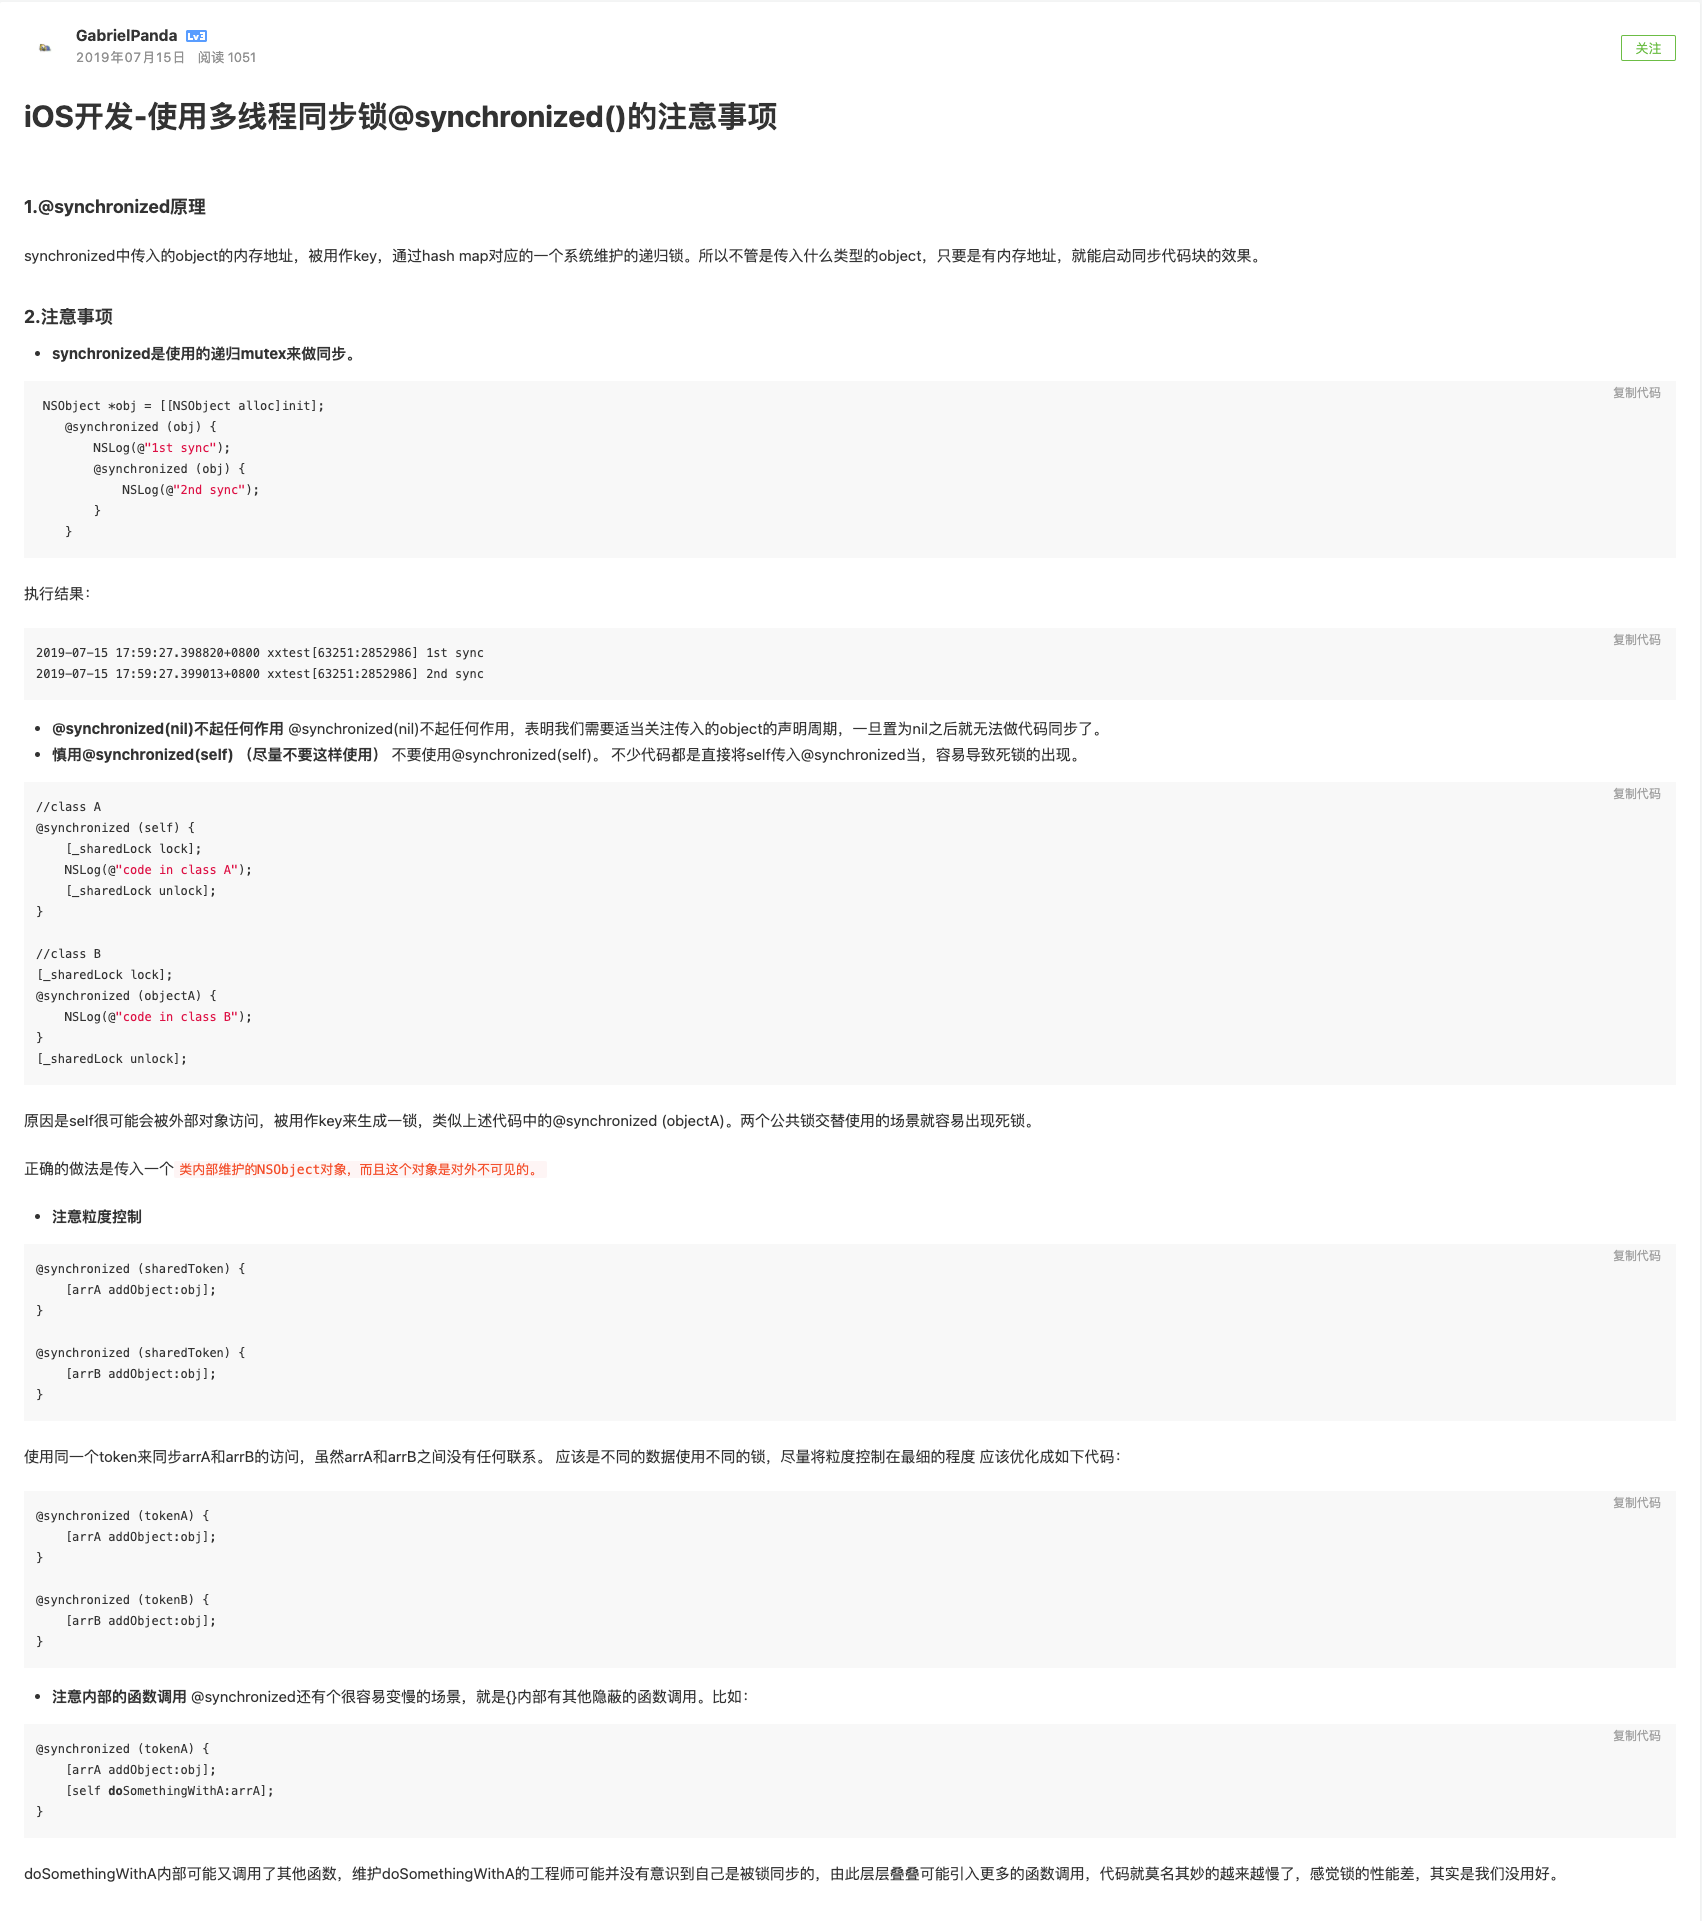 GabrielPanda Lv3
2019年07月15日 阅读 1051
关注
iOS开发-使用多线程同步锁@synchronized()的注意事项
1.@synchronized原理
synchronized中传入的object的内存地址，被用作key，通过hash map对应的一个系统维护的递归锁。所以不管是传入什么类型的object，只要是有内存地址，就能启动同步代码块的效果。
2.注意事项
• synchronized是使用的递归mutex来做同步。
复制代码
NSObject *obj = [[NSObject alloc]init];
@synchronized (obj) {
NSLog(@"1st sync");
@synchronized (obj) {
NSLog(@"2nd sync");
}
}
执行结果：
复制代码
2019-07-15 17:59:27.398820+0800 xxtest[63251:2852986] 1st sync
2019-07-15 17:59:27.399013+0800 xxtest[63251:2852986] 2nd sync
• @synchronized(nil)不起任何作用 @synchronized(nil)不起任何作用，表明我们需要适当关注传入的object的声明周期，一旦置为nil之后就无法做代码同步了。
• 慎用@synchronized(self) （尽量不要这样使用） 不要使用@synchronized(self)。 不少代码都是直接将self传入@synchronized当，容易导致死锁的出现。
复制代码
//class A
@synchronized (self) {
[_sharedLock lock];
NSLog(@"code in class A");
[_sharedLock unlock];
}
//class B
[_sharedLock lock];
@synchronized (objectA) {
NSLog(@"code in class B");
}
[_sharedLock unlock];
原因是self很可能会被外部对象访问，被用作key来生成一锁，类似上述代码中的@synchronized (objectA)。两个公共锁交替使用的场景就容易出现死锁。
正确的做法是传入一个 类内部维护的NSObject对象，而且这个对象是对外不可见的。
• 注意粒度控制
复制代码
@synchronized (sharedToken) {
[arrA addObject:obj];
}
@synchronized (sharedToken) {
[arrB addObject:obj];
}
使用同一个token来同步arrA和arrB的访问，虽然arrA和arrB之间没有任何联系。 应该是不同的数据使用不同的锁，尽量将粒度控制在最细的程度 应该优化成如下代码：
复制代码
@synchronized (tokenA) {
[arrA addObject:obj];
}
@synchronized (tokenB) {
[arrB addObject:obj];
}
• 注意内部的函数调用 @synchronized还有个很容易变慢的场景，就是{}内部有其他隐蔽的函数调用。比如：
复制代码
@synchronized (tokenA) {
[arrA addObject:obj];
[self doSomethingWithA:arrA];
}
doSomethingWithA内部可能又调用了其他函数，维护doSomethingWithA的工程师可能并没有意识到自己是被锁同步的，由此层层叠叠可能引入更多的函数调用，代码就莫名其妙的越来越慢了，感觉锁的性能差，其实是我们没用好。